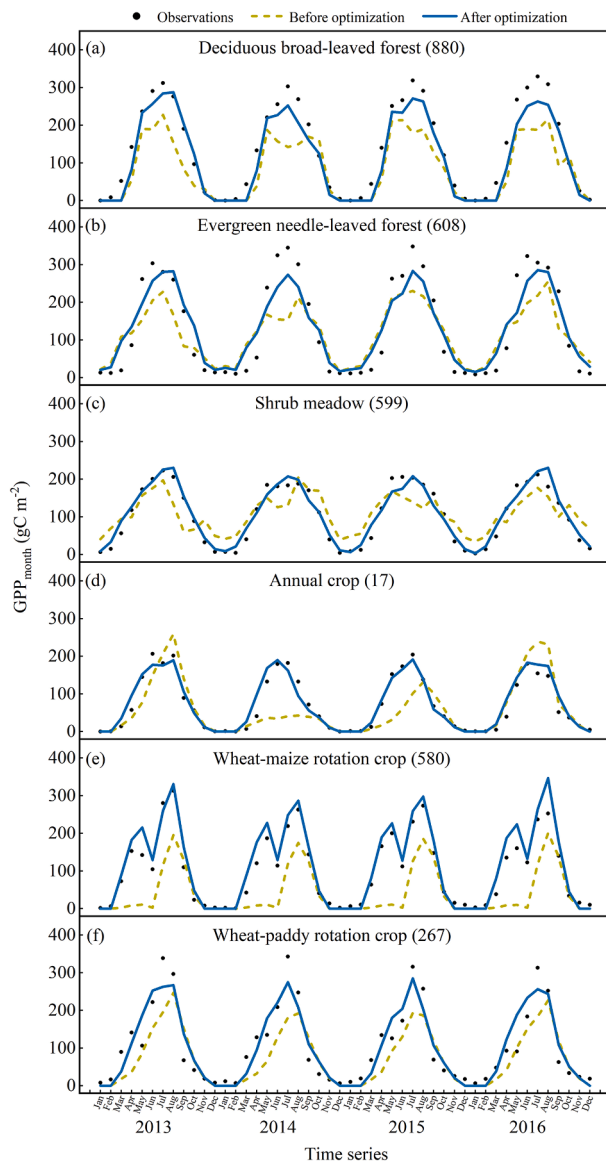 Observations Before optimization After optimization
(a) Deciduous broad-leaved forest (880)
400
300
200
100
0
(b) Evergreen needle-leaved forest (608)
400
300
200
100
0
(c) Shrub meadow (599)
400
300
200
100
0
GPPmonth (gC m⁻²)
(d) Annual crop (17)
400
300
200
100
0
(e) Wheat-maize rotation crop (580)
400
300
200
100
0
(f) Wheat-paddy rotation crop (267)
400
300
200
100
0
Jan Feb Mar Apr May Jun Jul Aug Sep Oct Nov Dec Jan Feb Mar Apr May Jun Jul Aug Sep Oct Nov Dec Jan Feb Mar Apr May Jun Jul Aug Sep Oct Nov Dec Jan Feb Mar Apr May Jun Jul Aug Sep Oct Nov Dec
2013 2014 2015 2016
Time series